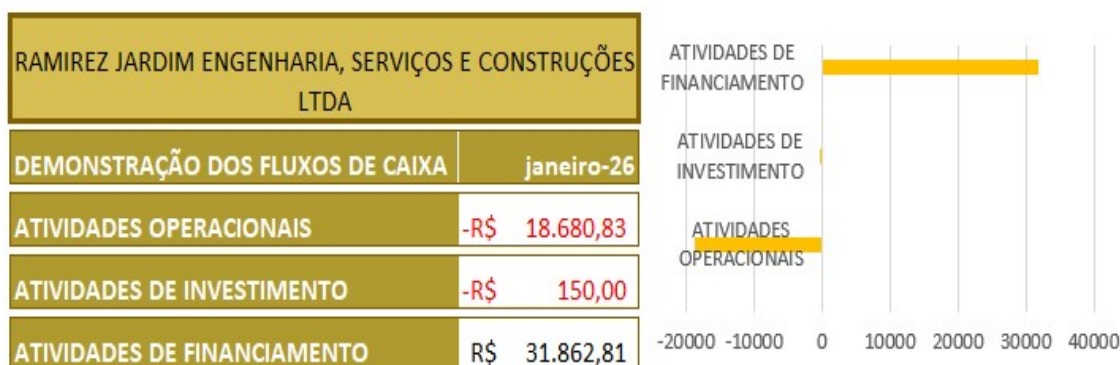 RAMIREZ JARDIM ENGENHARIA, SERVIÇOS E CONSTRUÇÕES
LTDA
DEMONSTRAÇÃO DOS FLUXOS DE CAIXA janeiro-26
ATIVIDADES OPERACIONAIS -R$ 18.680,83
ATIVIDADES DE INVESTIMENTO -R$ 150,00
ATIVIDADES DE FINANCIAMENTO R$ 31.862,81
ATIVIDADES DE
FINANCIAMENTO
ATIVIDADES DE
INVESTIMENTO
ATIVIDADES
OPERACIONAIS
-20000 -10000 0 10000 20000 30000 40000